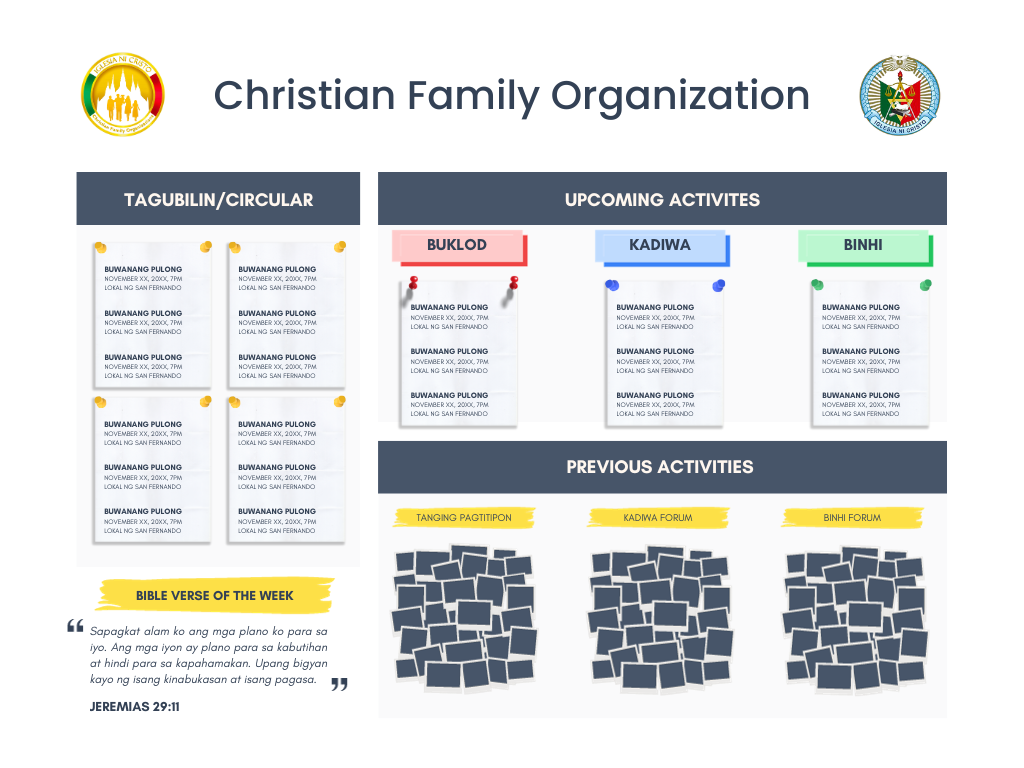 IGLESIA NI CRISTO
Christian Family Organizations
Christian Family Organization
IGLESIA NI CRISTO
TAGUBILIN/CIRCULAR
BUWANANG PULONG
NOVEMBER XX, 20XX, 7PM
LOKAL NG SAN FERNANDO
BUWANANG PULONG
NOVEMBER XX, 20XX, 7PM
LOKAL NG SAN FERNANDO
BUWANANG PULONG
NOVEMBER XX, 20XX, 7PM
LOKAL NG SAN FERNANDO
BUWANANG PULONG
NOVEMBER XX, 20XX, 7PM
LOKAL NG SAN FERNANDO
BUWANANG PULONG
NOVEMBER XX, 20XX, 7PM
LOKAL NG SAN FERNANDO
BUWANANG PULONG
NOVEMBER XX, 20XX, 7PM
LOKAL NG SAN FERNANDO
BUWANANG PULONG
NOVEMBER XX, 20XX, 7PM
LOKAL NG SAN FERNANDO
BUWANANG PULONG
NOVEMBER XX, 20XX, 7PM
LOKAL NG SAN FERNANDO
BUWANANG PULONG
NOVEMBER XX, 20XX, 7PM
LOKAL NG SAN FERNANDO
BUWANANG PULONG
NOVEMBER XX, 20XX, 7PM
LOKAL NG SAN FERNANDO
BUWANANG PULONG
NOVEMBER XX, 20XX, 7PM
LOKAL NG SAN FERNANDO
BUWANANG PULONG
NOVEMBER XX, 20XX, 7PM
LOKAL NG SAN FERNANDO
BIBLE VERSE OF THE WEEK
“ Sapagkat alam ko ang mga plano ko para sa
iyo. Ang mga iyon ay plano para sa kabutihan
at hindi para sa kapahamakan. Upang bigyan
kayo ng isang kinabukasan at isang pagasa. ”
JEREMIAS 29:11
UPCOMING ACTIVITES
BUKLOD
BUWANANG PULONG
NOVEMBER XX, 20XX, 7PM
LOKAL NG SAN FERNANDO
BUWANANG PULONG
NOVEMBER XX, 20XX, 7PM
LOKAL NG SAN FERNANDO
BUWANANG PULONG
NOVEMBER XX, 20XX, 7PM
LOKAL NG SAN FERNANDO
KADIWA
BUWANANG PULONG
NOVEMBER XX, 20XX, 7PM
LOKAL NG SAN FERNANDO
BUWANANG PULONG
NOVEMBER XX, 20XX, 7PM
LOKAL NG SAN FERNANDO
BUWANANG PULONG
NOVEMBER XX, 20XX, 7PM
LOKAL NG SAN FERNANDO
BINHI
BUWANANG PULONG
NOVEMBER XX, 20XX, 7PM
LOKAL NG SAN FERNANDO
BUWANANG PULONG
NOVEMBER XX, 20XX, 7PM
LOKAL NG SAN FERNANDO
BUWANANG PULONG
NOVEMBER XX, 20XX, 7PM
LOKAL NG SAN FERNANDO
PREVIOUS ACTIVITIES
TANGING PAGTITIPON
KADIWA FORUM
BINHI FORUM